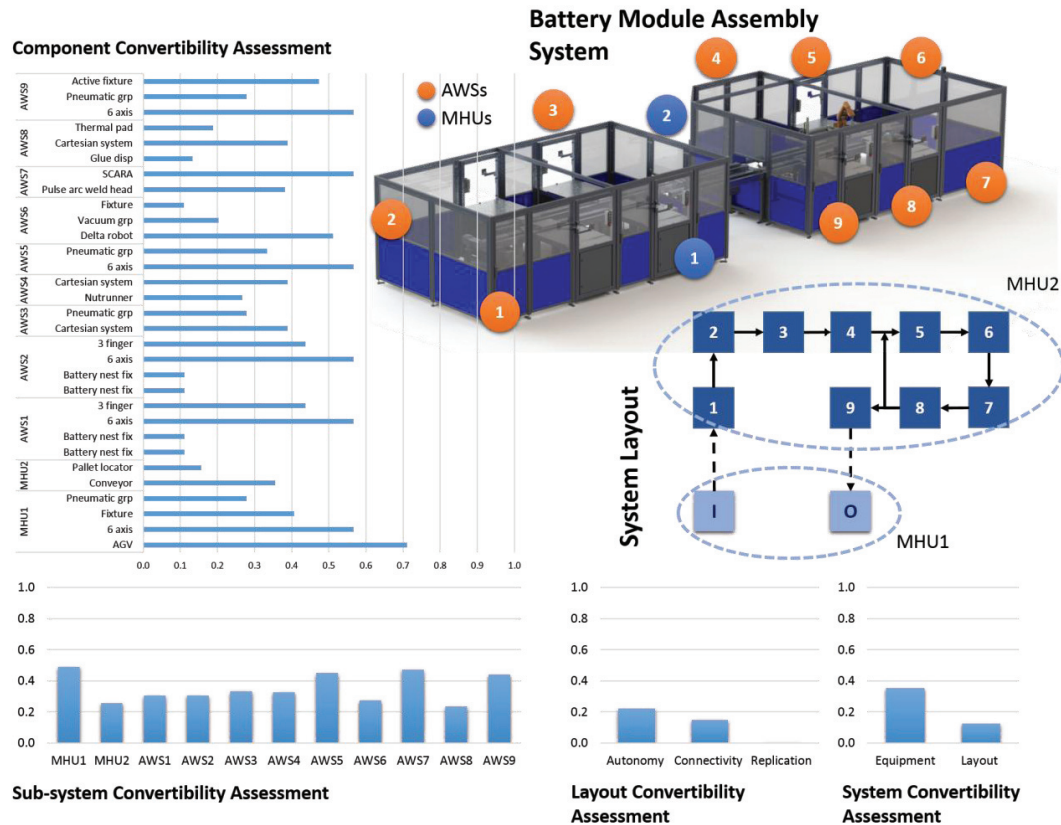 Battery Module Assembly
System
Component Convertibility Assessment
AWSs
MHUs
AWS9
Active fixture
Pneumatic grp
6 axis
AWS8
Thermal pad
Cartesian system
Glue disp
AWS7
SCARA
Pulse arc weld head
AWS6
Fixture
Vacuum grp
Delta robot
AWS5
Pneumatic grp
6 axis
AWS4
Cartesian system
Nutrunner
AWS3
Pneumatic grp
Cartesian system
AWS2
3 finger
6 axis
Battery nest fix
Battery nest fix
AWS1
3 finger
6 axis
Battery nest fix
Battery nest fix
MHU2
Pallet locator
Conveyor
MHU1
Pneumatic grp
Fixture
6 axis
AGV
0.0 0.1 0.2 0.3 0.4 0.5 0.6 0.7 0.8 0.9 1.0
4 5 6
3 2
2 7
8
9
1
1
System Layout
MHU2
2 3 4 5 6
1 9 8 7
I O
MHU1
1.0
0.8
0.6
0.4
0.2
0.0
MHU1 MHU2 AWS1 AWS2 AWS3 AWS4 AWS5 AWS6 AWS7 AWS8 AWS9
Sub-system Convertibility Assessment
1.0
0.8
0.6
0.4
0.2
0.0
Autonomy Connectivity Replication
Layout Convertibility
Assessment
1.0
0.8
0.6
0.4
0.2
0.0
Equipment Layout
System Convertibility
Assessment